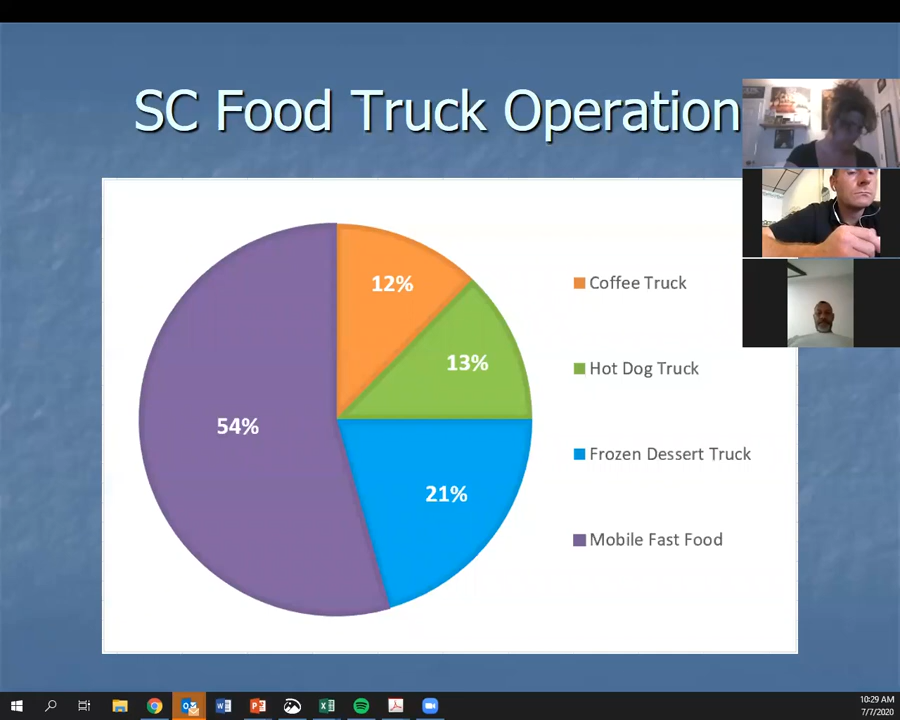 SC Food Truck Operation
12%
13%
54%
21%
Coffee Truck
Hot Dog Truck
Frozen Dessert Truck
Mobile Fast Food
10:29 AM
7/7/2020